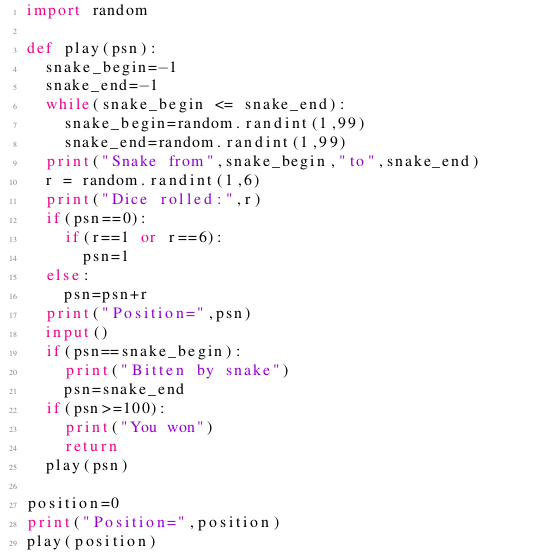 1 import random
2
3 def play(psn):
4   snake_begin=-1
5   snake_end=-1
6   while(snake_begin <= snake_end):
7     snake_begin=random.randint(1,99)
8     snake_end=random.randint(1,99)
9   print("Snake from",snake_begin,"to",snake_end)
10   r = random.randint(1,6)
11   print("Dice rolled:",r)
12   if(psn==0):
13     if(r==1 or r==6):
14       psn=1
15   else:
16     psn=psn+r
17   print("Position=",psn)
18   input()
19   if(psn==snake_begin):
20     print("Bitten by snake")
21     psn=snake_end
22   if(psn>=100):
23     print("You won")
24     return
25   play(psn)
26
27 position=0
28 print("Position=",position)
29 play(position)